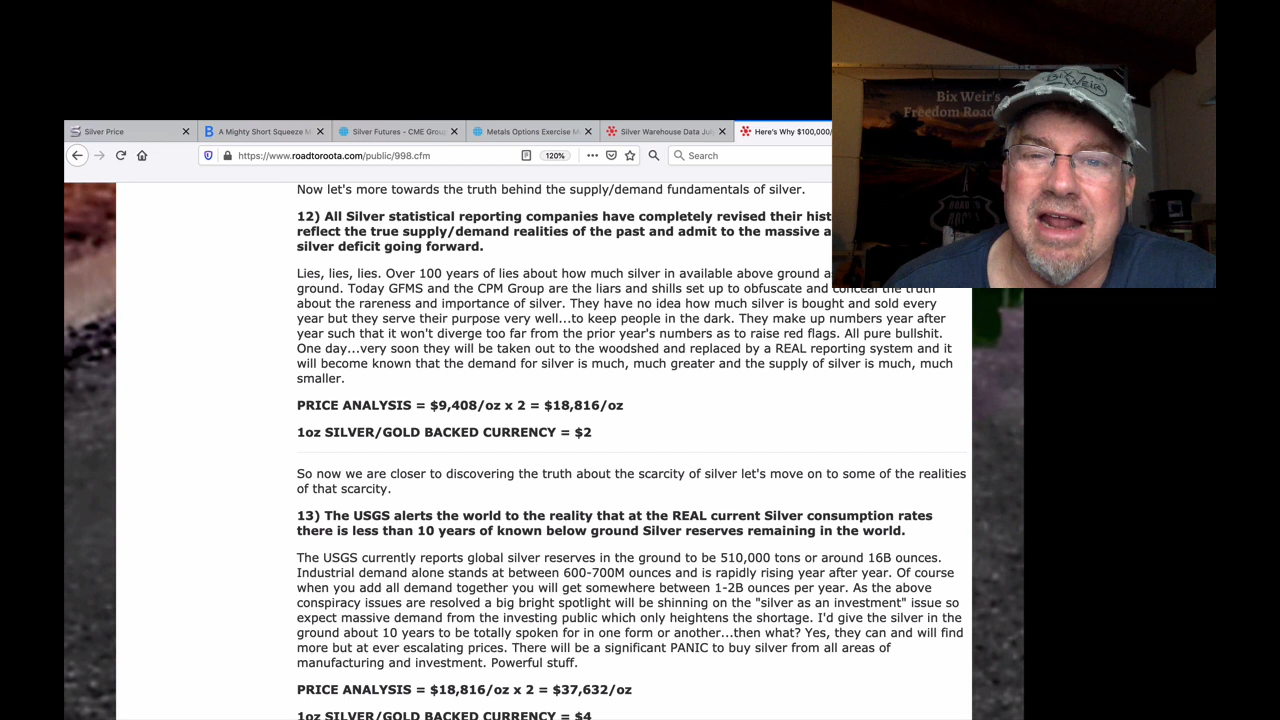 Silver Price
A Mighty Short Squeeze M
Silver Futures - CME Grou
Metals Options Exercise M
Silver Warehouse Data Jul
Here's Why $100,000/
https://www.roadtoroota.com/public/998.cfm
120%
Search
Bix Weir's
Freedom Road
BIX
WEIR
Now let's more towards the truth behind the supply/demand fundamentals of silver.
12) All Silver statistical reporting companies have completely revised their hist
reflect the true supply/demand realities of the past and admit to the massive a
silver deficit going forward.
Lies, lies, lies. Over 100 years of lies about how much silver in available above ground a
ground. Today GFMS and the CPM Group are the liars and shills set up to obfuscate and conceal the truth
about the rareness and importance of silver. They have no idea how much silver is bought and sold every
year but they serve their purpose very well...to keep people in the dark. They make up numbers year after
year such that it won't diverge too far from the prior year's numbers as to raise red flags. All pure bullshit.
One day...very soon they will be taken out to the woodshed and replaced by a REAL reporting system and it
will become known that the demand for silver is much, much greater and the supply of silver is much, much
smaller.
PRICE ANALYSIS = $9,408/oz x 2 = $18,816/oz
1oz SILVER/GOLD BACKED CURRENCY = $2
So now we are closer to discovering the truth about the scarcity of silver let's move on to some of the realities
of that scarcity.
13) The USGS alerts the world to the reality that at the REAL current Silver consumption rates
there is less than 10 years of known below ground Silver reserves remaining in the world.
The USGS currently reports global silver reserves in the ground to be 510,000 tons or around 16B ounces.
Industrial demand alone stands at between 600-700M ounces and is rapidly rising year after year. Of course
when you add all demand together you will get somewhere between 1-2B ounces per year. As the above
conspiracy issues are resolved a big bright spotlight will be shinning on the "silver as an investment" issue so
expect massive demand from the investing public which only heightens the shortage. I'd give the silver in the
ground about 10 years to be totally spoken for in one form or another...then what? Yes, they can and will find
more but at ever escalating prices. There will be a significant PANIC to buy silver from all areas of
manufacturing and investment. Powerful stuff.
PRICE ANALYSIS = $18,816/oz x 2 = $37,632/oz
1oz SILVER/GOLD BACKED CURRENCY = $4